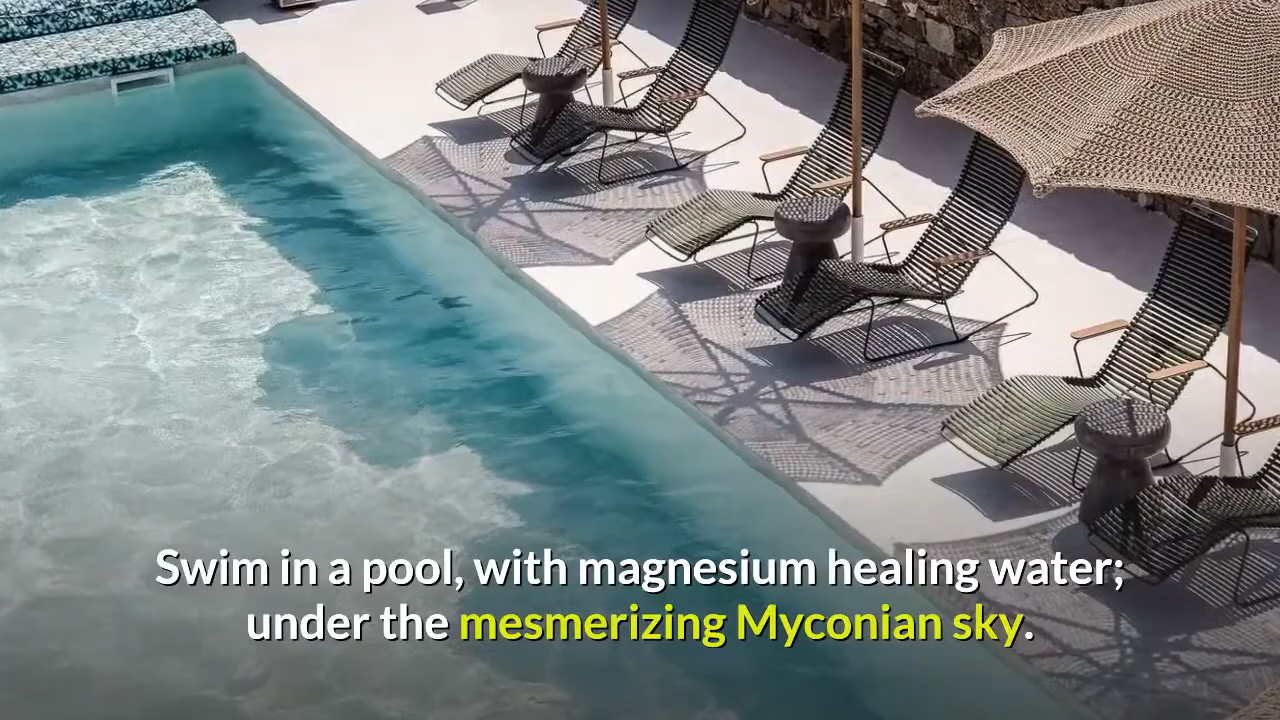 Swim in a pool, with magnesium healing water;
under the mesmerizing Myconian sky.